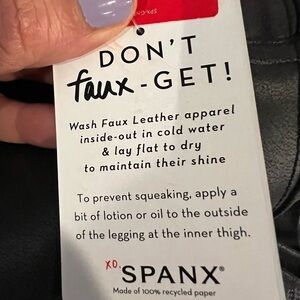 DON'T
faux-GET!
Wash Faux Leather apparel
inside-out in cold water
& lay flat to dry
to maintain their shine
To prevent squeaking, apply a
bit of lotion or oil to the outside
of the legging at the inner thigh.
XO, SPANX®
Made of 100% recycled paper